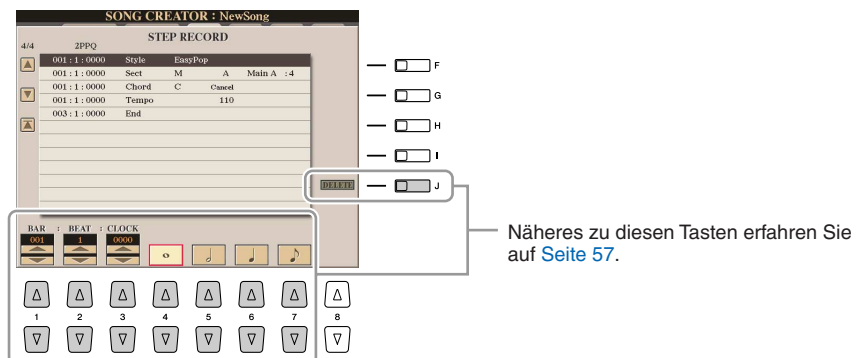 SONG CREATOR : NewSong
STEP RECORD
4/4 2PPQ
001 : 1 : 0000 Style EasyPop
001 : 1 : 0000 Sect M A Main A : 4
001 : 1 : 0000 Chord C Cancel
001 : 1 : 0000 Tempo 110
003 : 1 : 0000 End
F
G
H
I
DELETE J
BAR : BEAT : CLOCK
001 1 0000
1 2 3 4 5 6 7 8
Näheres zu diesen Tasten erfahren Sie
auf Seite 57.